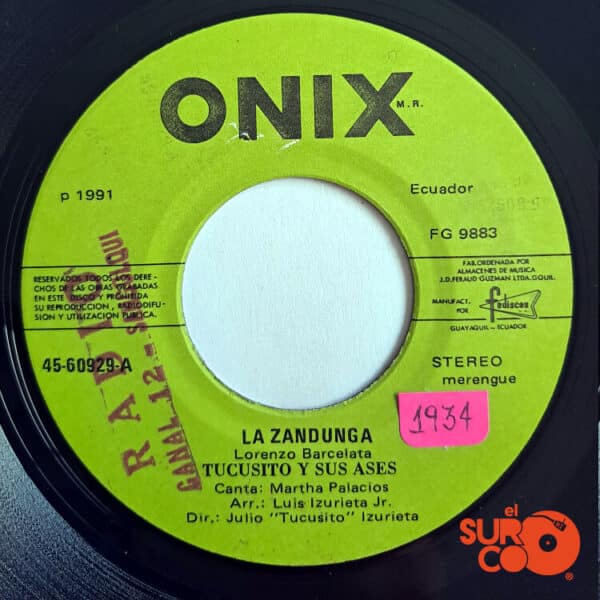 ONIX M.R.
p 1991
Ecuador
FG 9883
RESERVADOS TODOS LOS DERE-
CHOS DE LAS OBRAS GRABADAS
EN ESTE DISCO Y PROHIBIDA
SU REPRODUCCION, RADIODIFU-
SION Y UTILIZACION PUBLICA.
FAB.ORDENADA POR
ALMACENES DE MUSICA
J.D.FERAUD GUZMAN LTDA.GQUIL.
MANUFACT.
POR
fediscos
GUAYAQUIL - ECUADOR
45-60929-A
STEREO
merengue
RADIO
CANAL 12
1934
LA ZANDUNGA
Lorenzo Barcelata
TUCUSITO Y SUS ASES
Canta: Martha Palacios
Arr.: Luis Izurieta Jr.
Dir.: Julio "Tucusito" Izurieta
el
SUR
CO
®